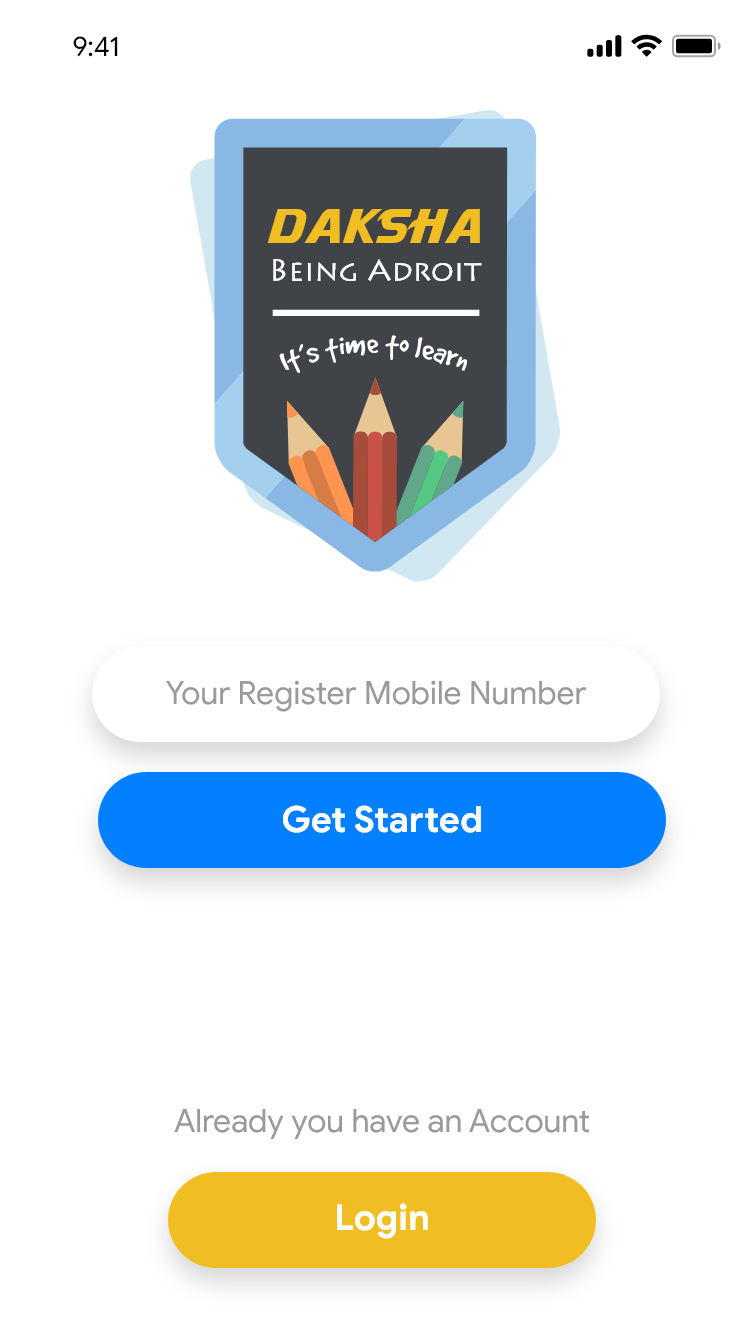 9:41
DAKSHA
BEING ADROIT
It's time to learn
Your Register Mobile Number
Get Started
Already you have an Account
Login